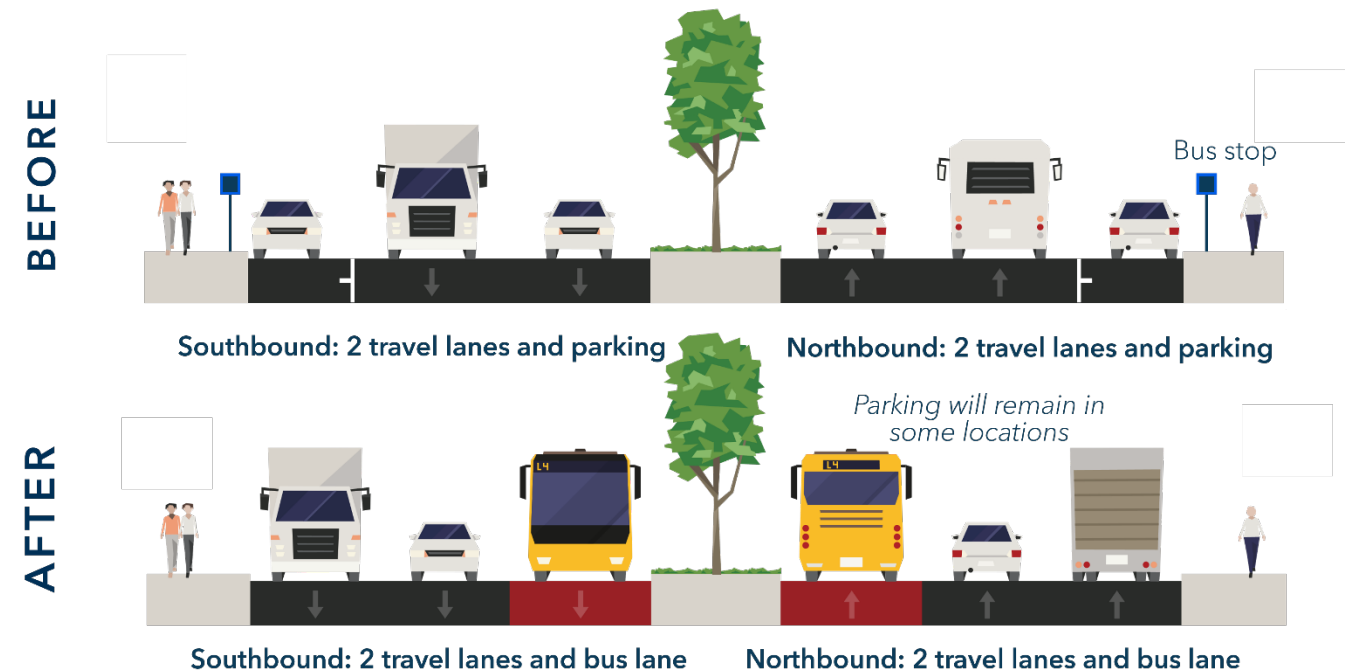 BEFORE
Bus stop
Southbound: 2 travel lanes and parking
Northbound: 2 travel lanes and parking
AFTER
Parking will remain in
some locations
L4
L4
Southbound: 2 travel lanes and bus lane
Northbound: 2 travel lanes and bus lane